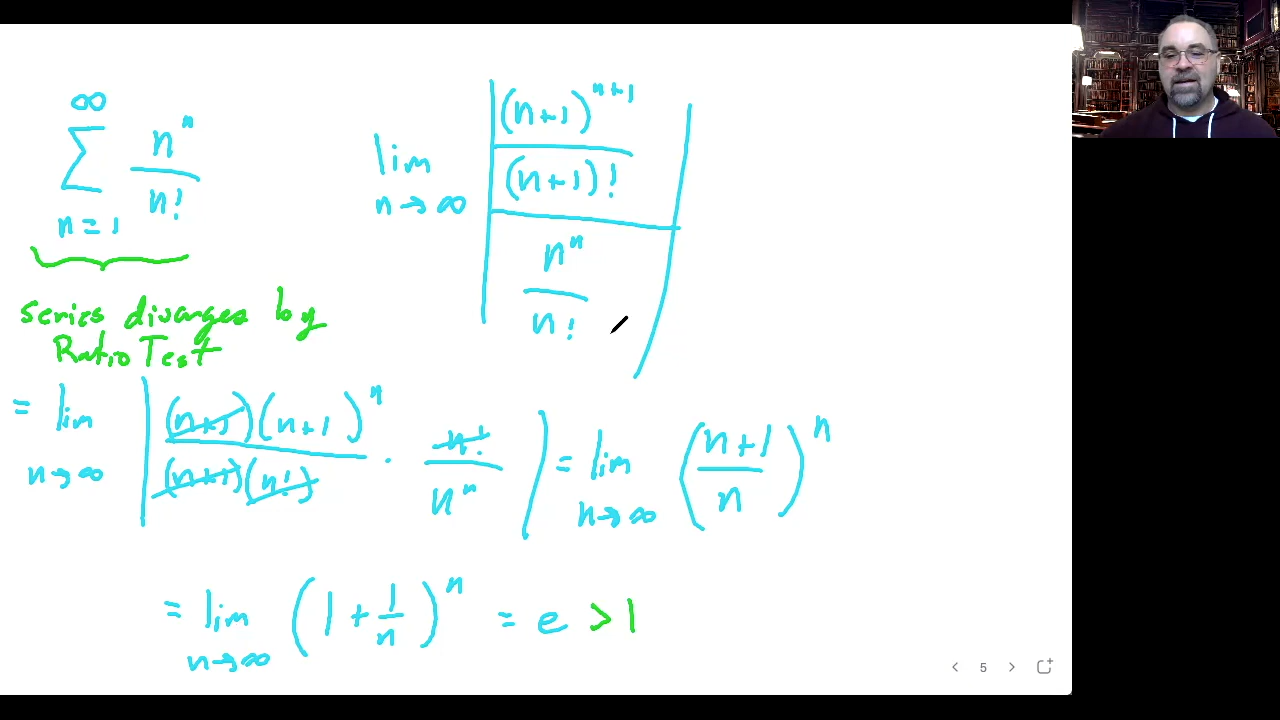 ∞
∑ n^n / n!
n=1
series diverges by
Ratio Test
lim n→∞ | ((n+1)^(n+1) / (n+1)!) / (n^n / n!) |
= lim n→∞ | (n+1)(n+1)^n / (n+1)(n!) · n! / n^n | = lim n→∞ ((n+1) / n)^n
= lim n→∞ (1 + 1/n)^n = e > 1
< 5 >